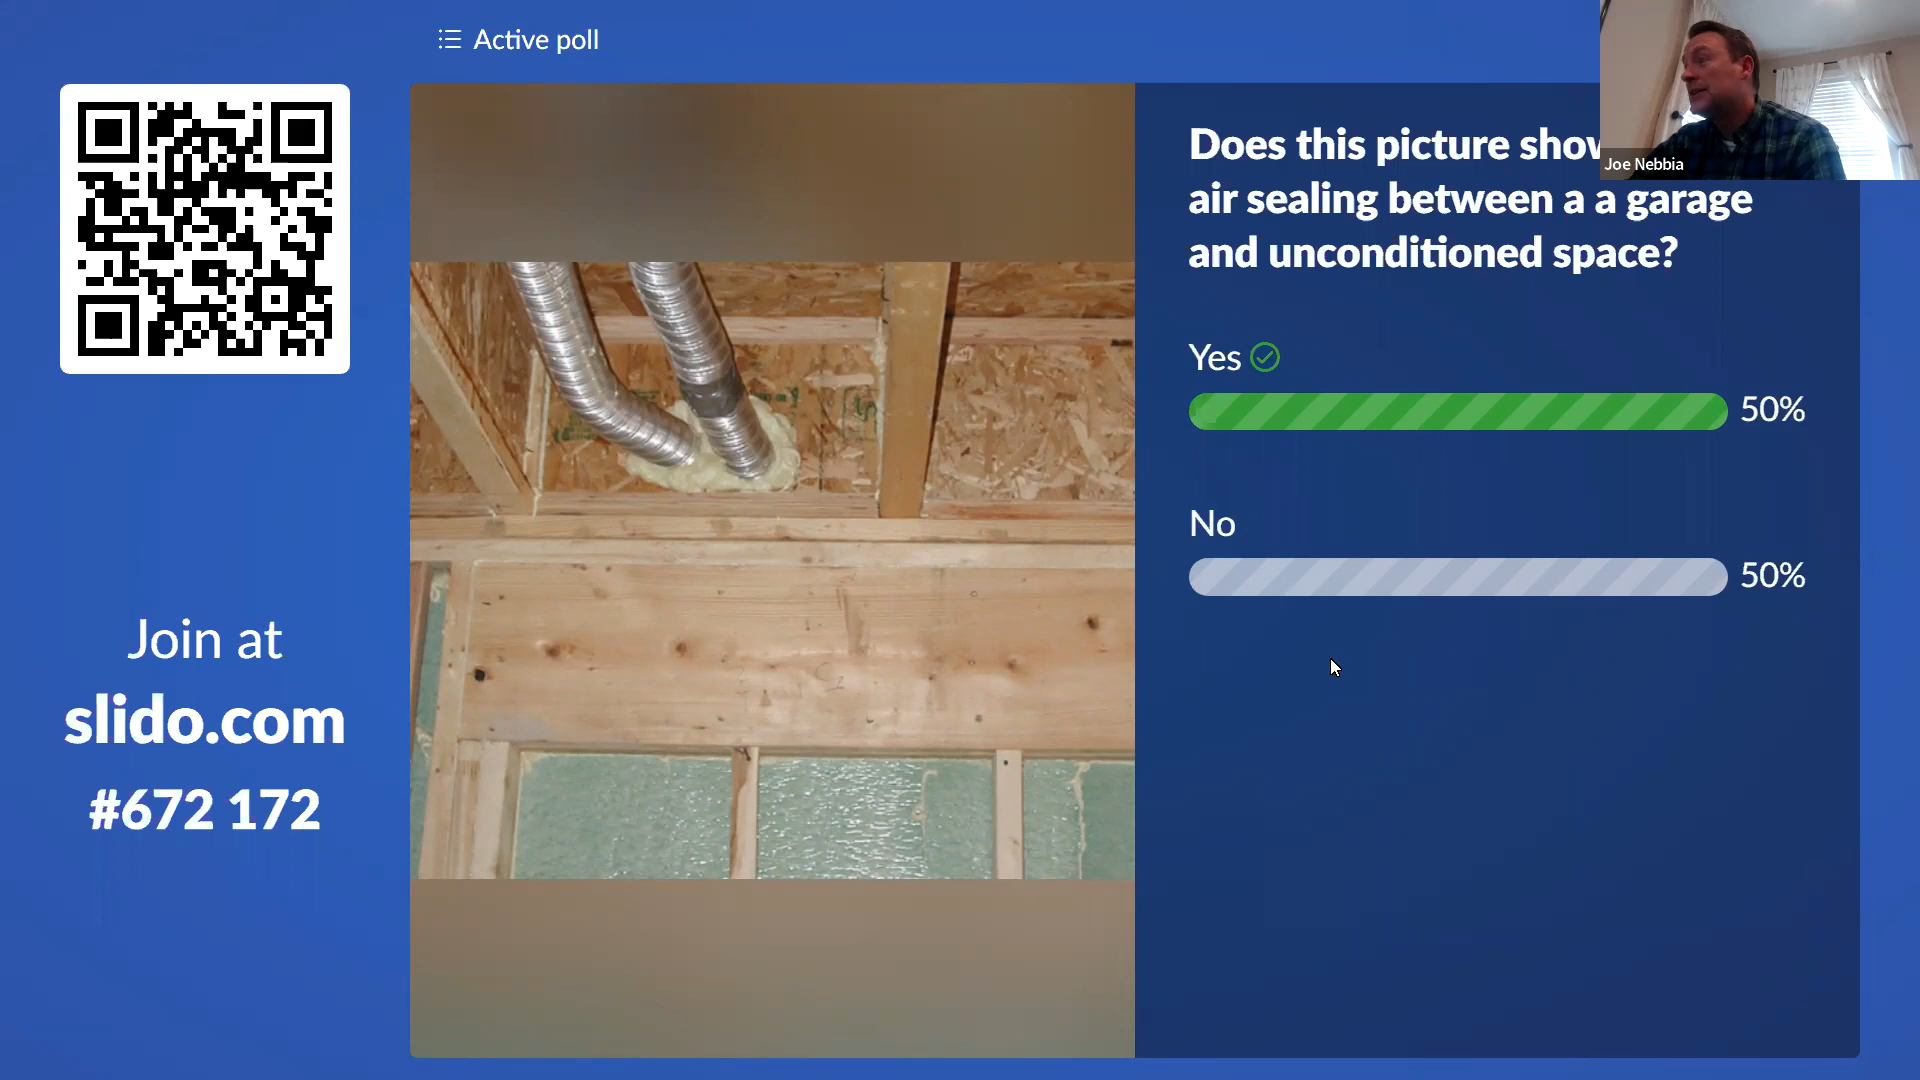 Active poll
Does this picture show
air sealing between a a garage
and unconditioned space?
Joe Nebbia
Yes
50%
No
50%
Join at
slido.com
#672 172